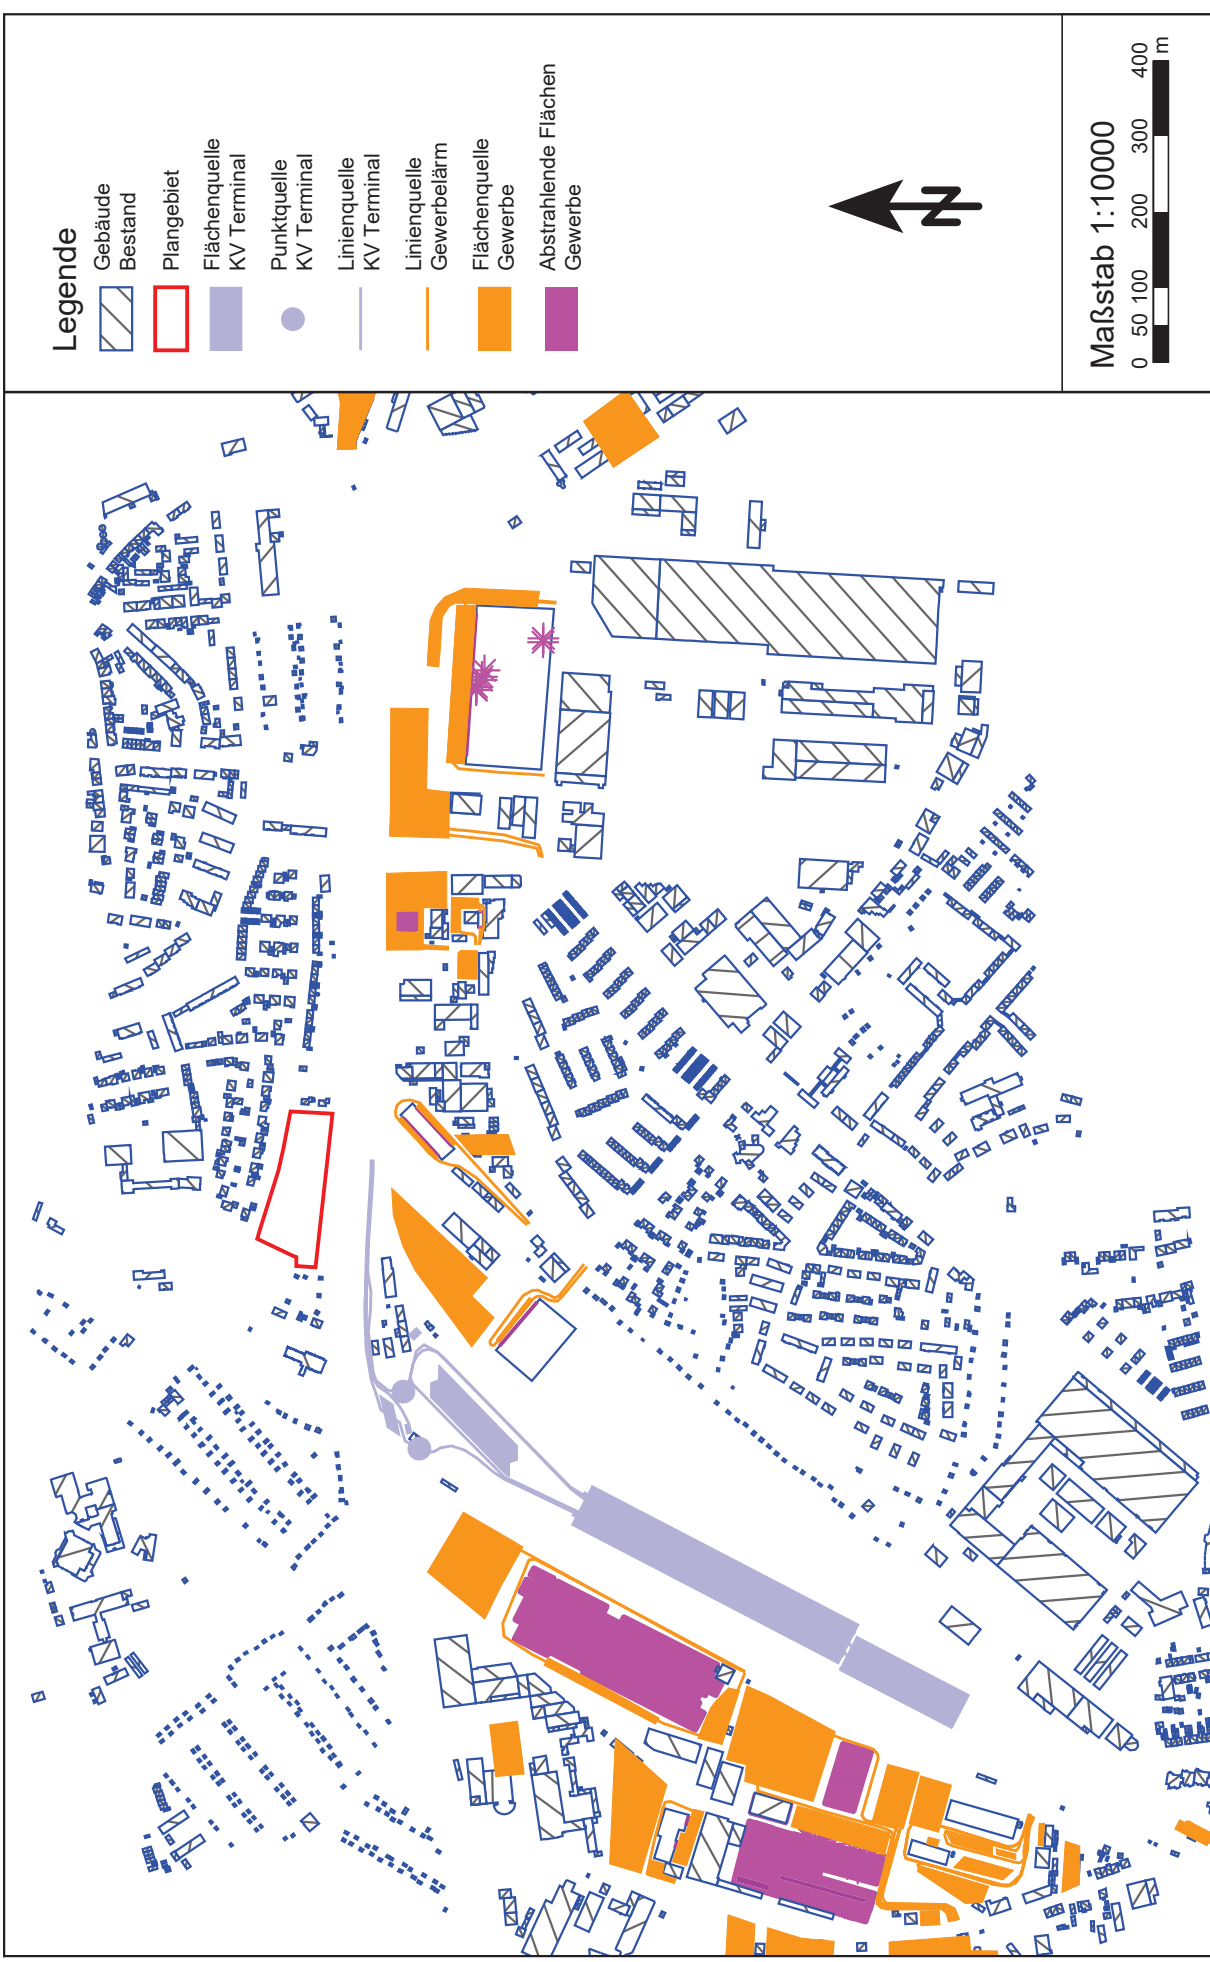 Legende
Gebäude
Bestand
Plangebiet
Flächenquelle
KV Terminal
Punktquelle
KV Terminal
Linienquelle
KV Terminal
Linienquelle
Gewerbelärm
Flächenquelle
Gewerbe
Abstrahlende Flächen
Gewerbe
N
Maßstab 1:10000
0 50 100 200 300 400
m